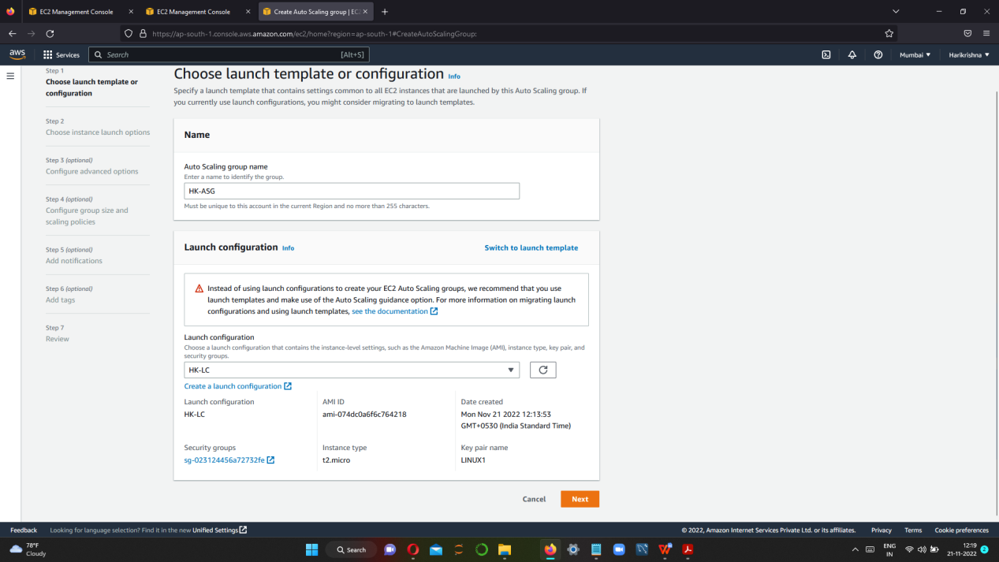 EC2 Management Console
EC2 Management Console
Create Auto Scaling group | EC2
https://ap-south-1.console.aws.amazon.com/ec2/home?region=ap-south-1#CreateAutoScalingGroup:
aws
Services
Search
[Alt+S]
Mumbai
Harikrishna
Step 1
Choose launch template or
configuration
Step 2
Choose instance launch options
Step 3 (optional)
Configure advanced options
Step 4 (optional)
Configure group size and
scaling policies
Step 5 (optional)
Add notifications
Step 6 (optional)
Add tags
Step 7
Review
Choose launch template or configuration Info
Specify a launch template that contains settings common to all EC2 instances that are launched by this Auto Scaling group. If
you currently use launch configurations, you might consider migrating to launch templates.
Name
Auto Scaling group name
Enter a name to identify the group.
HK-ASG
Must be unique to this account in the current Region and no more than 255 characters.
Launch configuration Info
Switch to launch template
Instead of using launch configurations to create your EC2 Auto Scaling groups, we recommend that you use
launch templates and make use of the Auto Scaling guidance option. For more information on migrating launch
configurations and using launch templates, see the documentation
Launch configuration
Choose a launch configuration that contains the instance-level settings, such as the Amazon Machine Image (AMI), instance type, key pair, and
security groups.
HK-LC
Create a launch configuration
Launch configuration
HK-LC
AMI ID
ami-074dc0a6f6c764218
Date created
Mon Nov 21 2022 12:13:53
GMT+0530 (India Standard Time)
Security groups
sg-023124456a72732fe
Instance type
t2.micro
Key pair name
LINUX1
Cancel
Next
Feedback
Looking for language selection? Find it in the new Unified Settings
© 2022, Amazon Internet Services Private Ltd. or its affiliates.
Privacy
Terms
Cookie preferences
78°F
Cloudy
Search
ENG
IN
12:19
21-11-2022
2